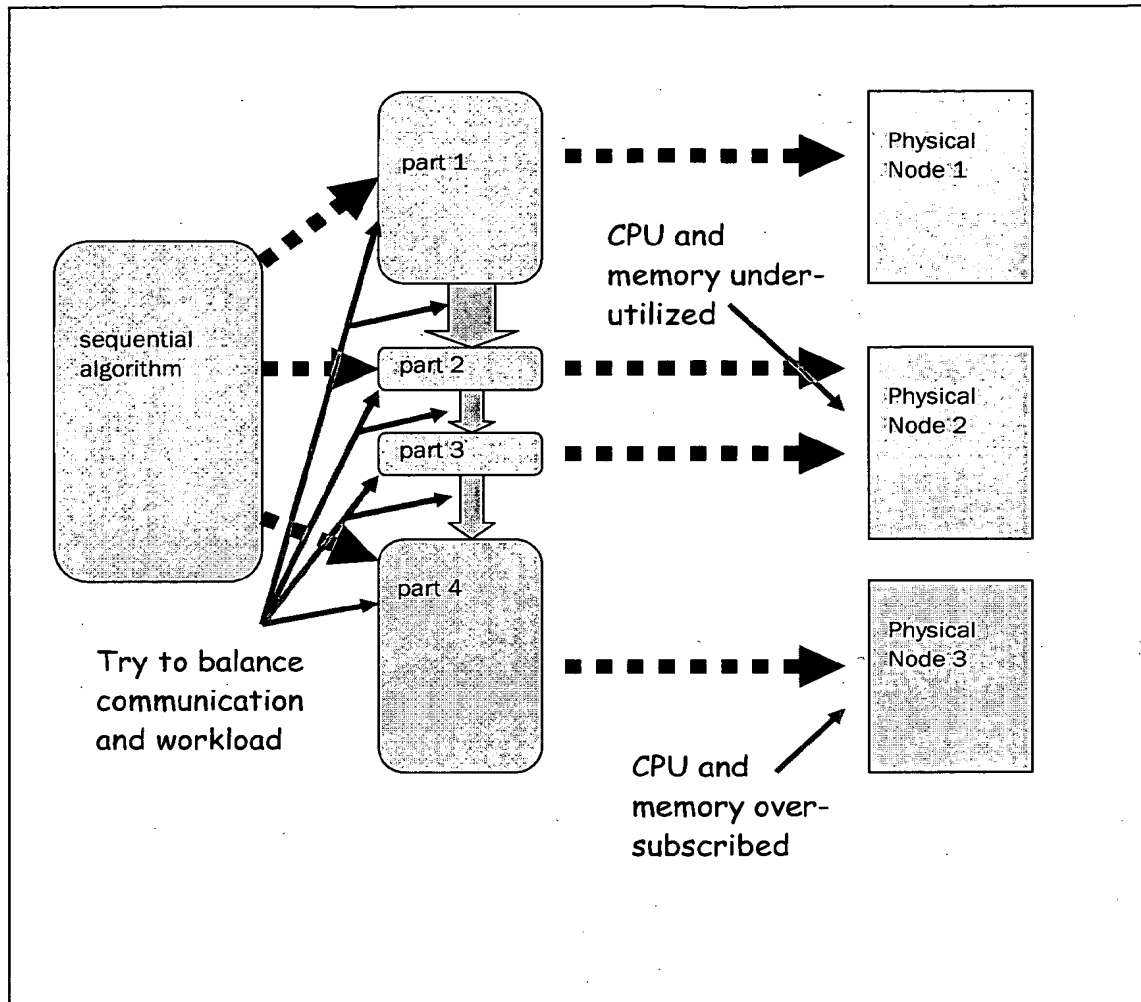 sequential
algorithm
part 1
part 2
part 3
part 4
Try to balance
communication
and workload
CPU and
memory under-
utilized
CPU and
memory over-
subscribed
Physical
Node 1
Physical
Node 2
Physical
Node 3